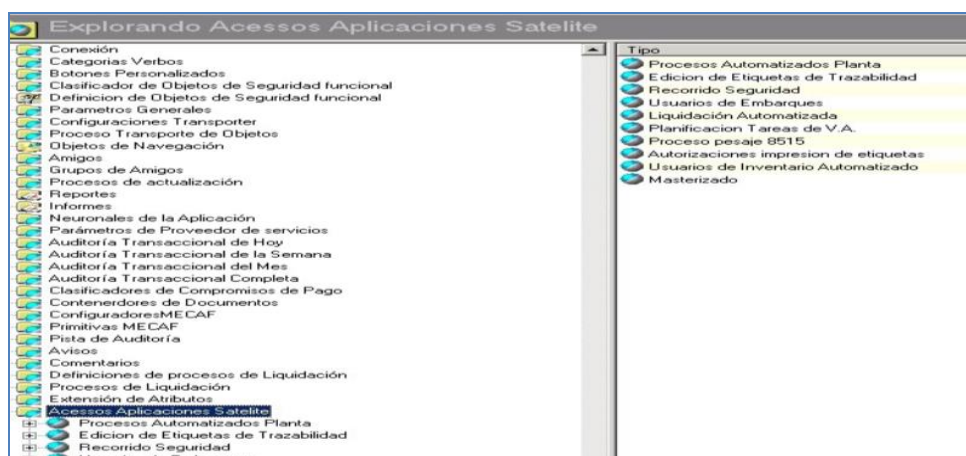 Explorando Acessos Aplicaciones Satelite
Conexión
Categorias Verbos
Botones Personalizados
Clasificador de Objetos de Seguridad funcional
Definicion de Objetos de Seguridad funcional
Parametros Generales
Configuraciones Transporter
Proceso Transporte de Objetos
Objetos de Navegación
Amigos
Grupos de Amigos
Procesos de actualización
Reportes
Informes
Neuronales de la Aplicación
Parámetros de Proveedor de servicios
Auditoría Transaccional de Hoy
Auditoría Transaccional de la Semana
Auditoría Transaccional del Mes
Auditoría Transaccional Completa
Clasificadores de Compromisos de Pago
Contenerdores de Documentos
ConfiguradoresMECAF
Primitivas MECAF
Pista de Auditoría
Avisos
Comentarios
Definiciones de procesos de Liquidación
Procesos de Liquidación
Extensión de Atributos
Acessos Aplicaciones Satelite
Procesos Automatizados Planta
Edicion de Etiquetas de Trazabilidad
Recorrido Seguridad
Tipo
Procesos Automatizados Planta
Edicion de Etiquetas de Trazabilidad
Recorrido Seguridad
Usuarios de Embarques
Liquidación Automatizada
Planificacion Tareas de V.A.
Proceso pesaje 8515
Autorizaciones impresion de etiquetas
Usuarios de Inventario Automatizado
Masterizado